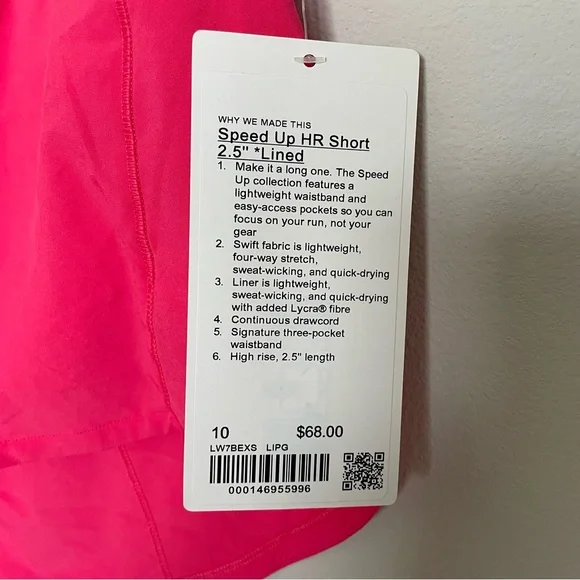 WHY WE MADE THIS
Speed Up HR Short
2.5" *Lined
1. Make it a long one. The Speed
Up collection features a
lightweight waistband and
easy-access pockets so you can
focus on your run, not your
gear
2. Swift fabric is lightweight,
four-way stretch,
sweat-wicking, and quick-drying
3. Liner is lightweight,
sweat-wicking, and quick-drying
with added Lycra® fibre
4. Continuous drawcord
5. Signature three-pocket
waistband
6. High rise, 2.5" length
10 $68.00
LW7BEXS LIPG
000146955996